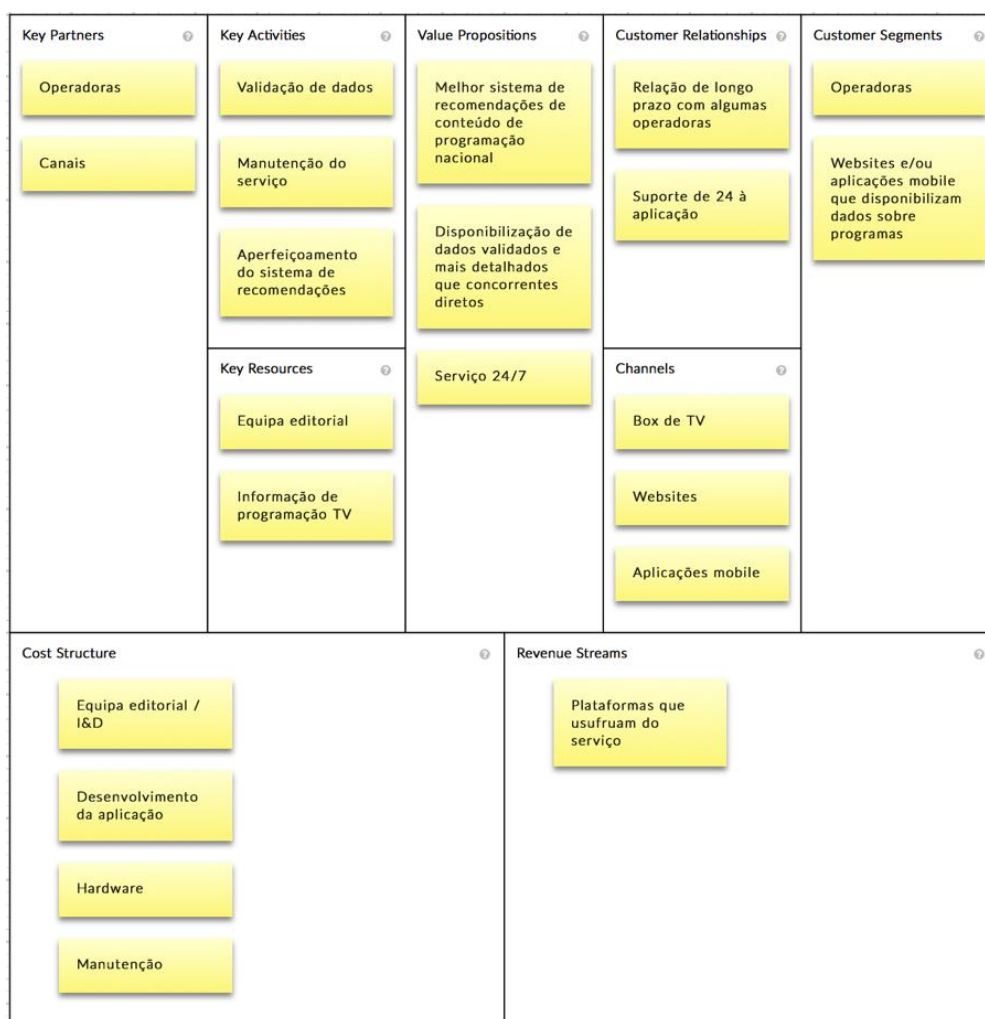 Key Partners
Operadoras
Canais
Key Activities
Validação de dados
Manutenção do
serviço
Aperfeiçoamento
do sistema de
recomendações
Key Resources
Equipa editorial
Informação de
programação TV
Value Propositions
Melhor sistema de
recomendações de
conteúdo de
programação
nacional
Disponibilização de
dados validados e
mais detalhados
que concorrentes
diretos
Serviço 24/7
Customer Relationships
Relação de longo
prazo com algumas
operadoras
Suporte de 24 à
aplicação
Channels
Box de TV
Websites
Aplicações mobile
Customer Segments
Operadoras
Websites e/ou
aplicações mobile
que disponibilizam
dados sobre
programas
Cost Structure
Equipa editorial /
I&D
Desenvolvimento
da aplicação
Hardware
Manutenção
Revenue Streams
Plataformas que
usufruam do
serviço